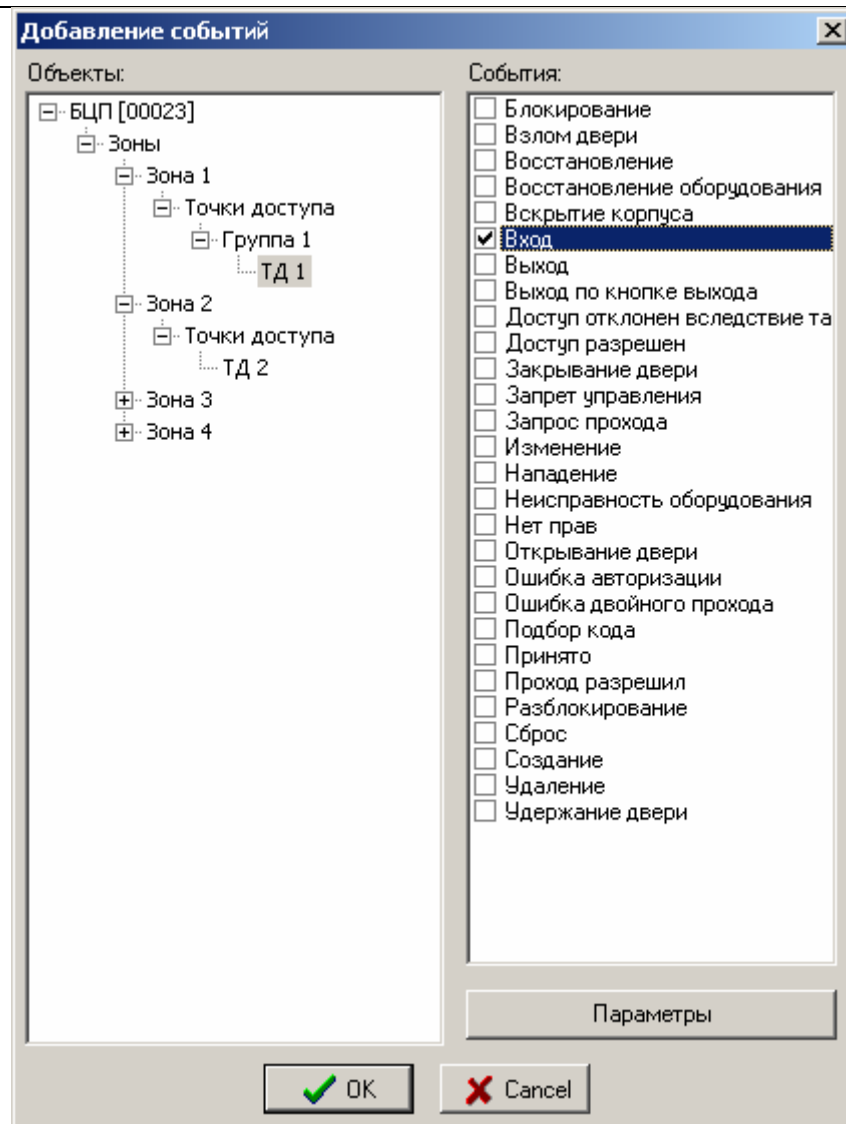 Добавление событий
Объекты:
БЦП [00023]
Зоны
Зона 1
Точки доступа
Группа 1
ТД 1
Зона 2
Точки доступа
ТД 2
Зона 3
Зона 4
События:
Блокирование
Взлом двери
Восстановление
Восстановление оборудования
Вскрытие корпуса
Вход
Выход
Выход по кнопке выхода
Доступ отклонен вследствие та
Доступ разрешен
Закрывание двери
Запрет управления
Запрос прохода
Изменение
Нападение
Неисправность оборудования
Нет прав
Открывание двери
Ошибка авторизации
Ошибка двойного прохода
Подбор кода
Принято
Проход разрешил
Разблокирование
Сброс
Создание
Удаление
Удержание двери
Параметры
OK
Cancel